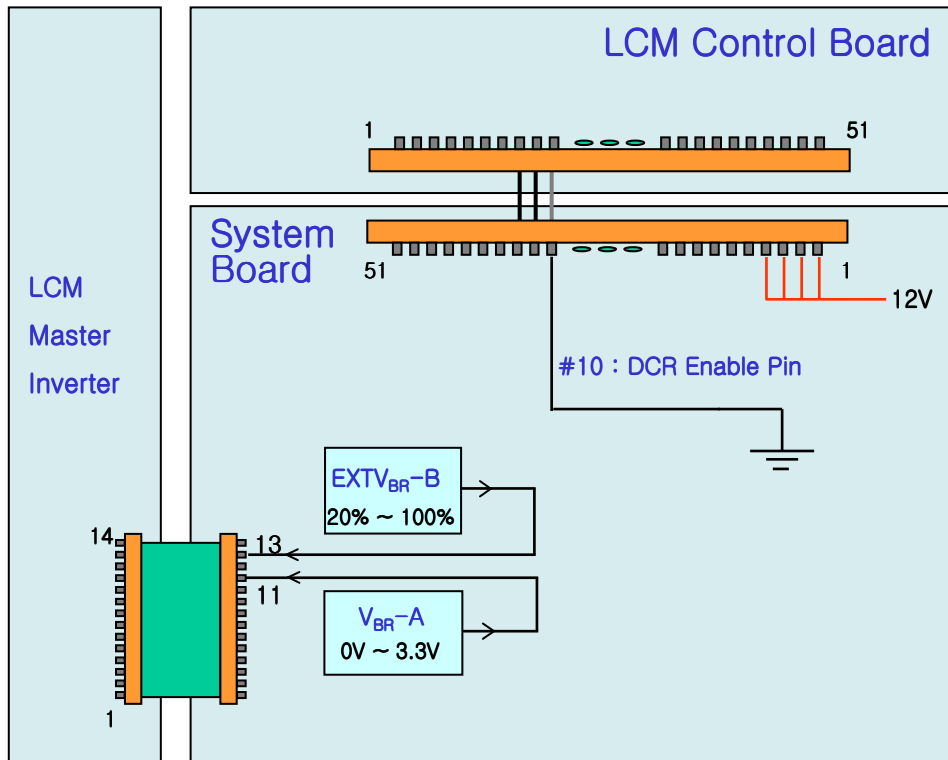 LCM Control Board
1
51
System
Board
51
1
12V
LCM
Master
Inverter
#10 : DCR Enable Pin
EXTVBR-B
20% ~ 100%
14
13
11
VBR-A
0V ~ 3.3V
1